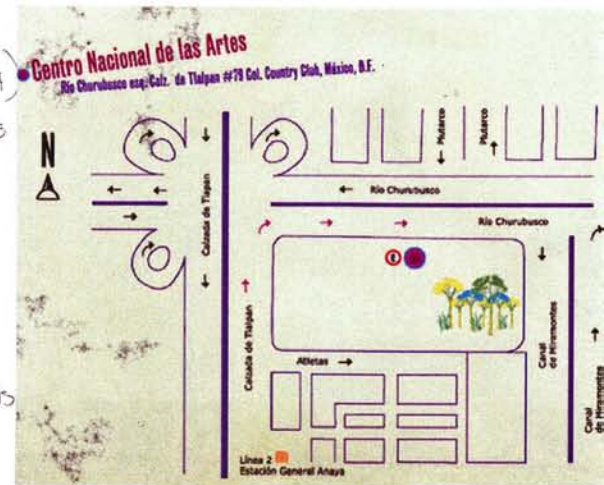 Centro Nacional de las Artes
Río Churubusco esq. Calz. de Tlalpan #79 Col. Country Club, México, D.F.
N
Plutarco
Plutarco
Río Churubusco
Calzada de Tlapan
Río Churubusco
Calzada de Tlalpan
Canal
de Miramontes
Canal
de Miramontes
Atletas
Línea 2
Estación General Anaya